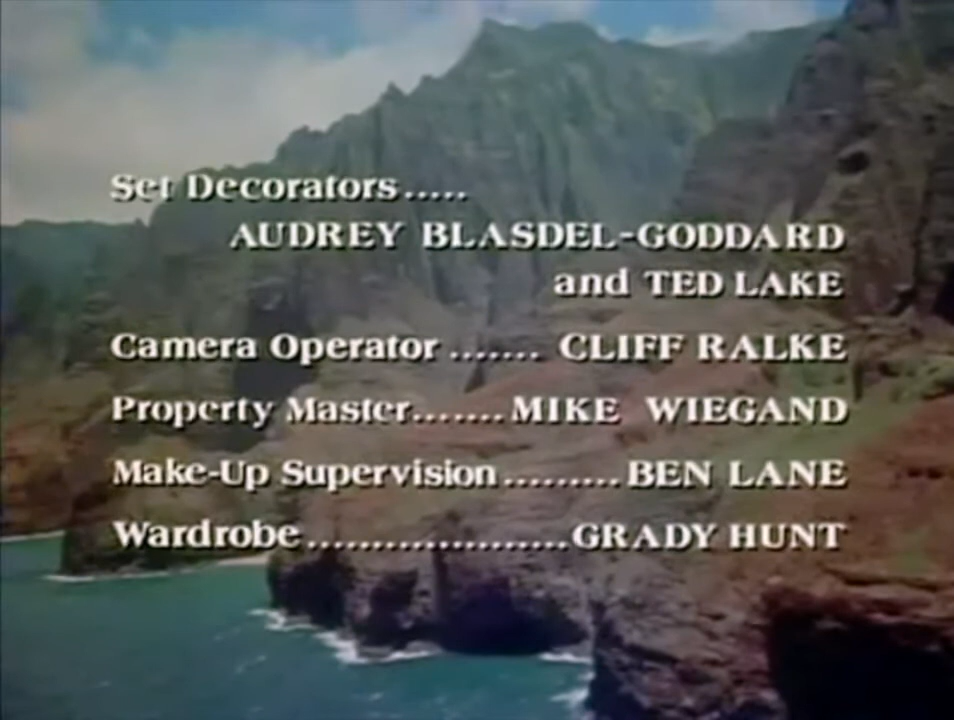 Set Decorators.....
AUDREY BLASDEL-GODDARD
and TED LAKE
Camera Operator ....... CLIFF RALKE
Property Master.......MIKE WIEGAND
Make-Up Supervision.........BEN LANE
Wardrobe....................GRADY HUNT